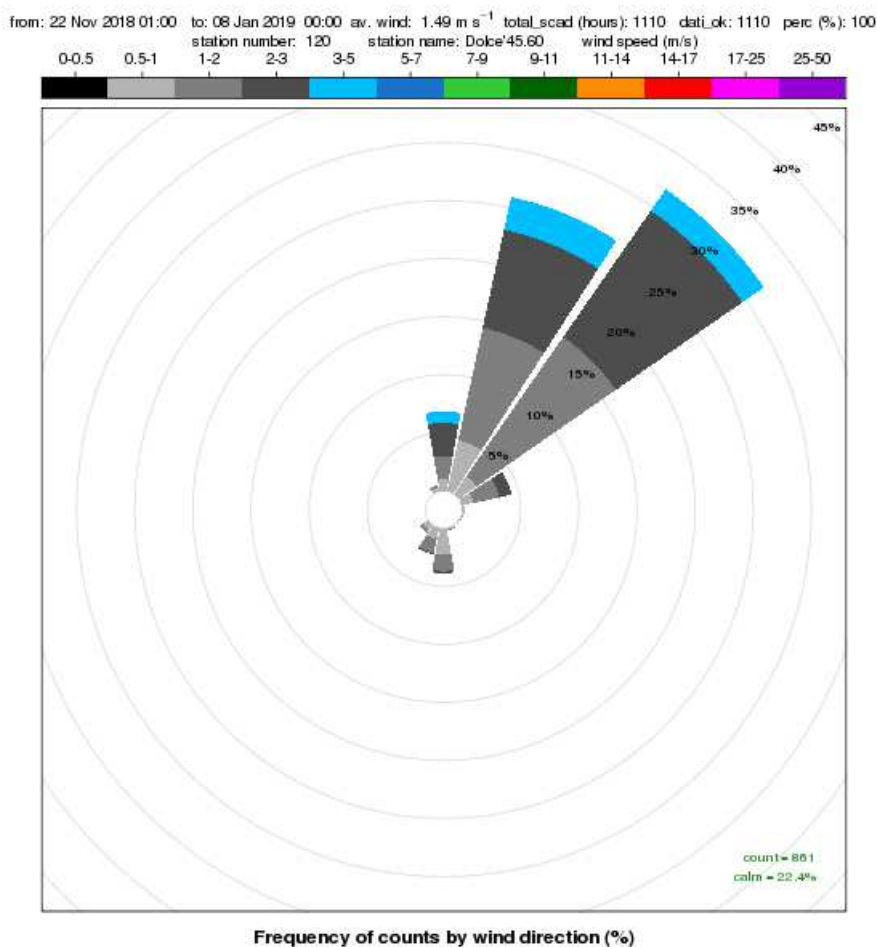 from: 22 Nov 2018 01:00 to: 08 Jan 2019 00:00 av. wind: 1.49 m s⁻¹ total_scad (hours): 1110 dati_ok: 1110 perc (%): 100
station number: 120 station name: Dolce'45.60 wind speed (m/s)
0-0.5 0.5-1 1-2 2-3 3-5 5-7 7-9 9-11 11-14 14-17 17-25 25-50
45%
40%
35%
30%
25%
20%
15%
10%
5%
count = 861
calm = 22.4%
Frequency of counts by wind direction (%)